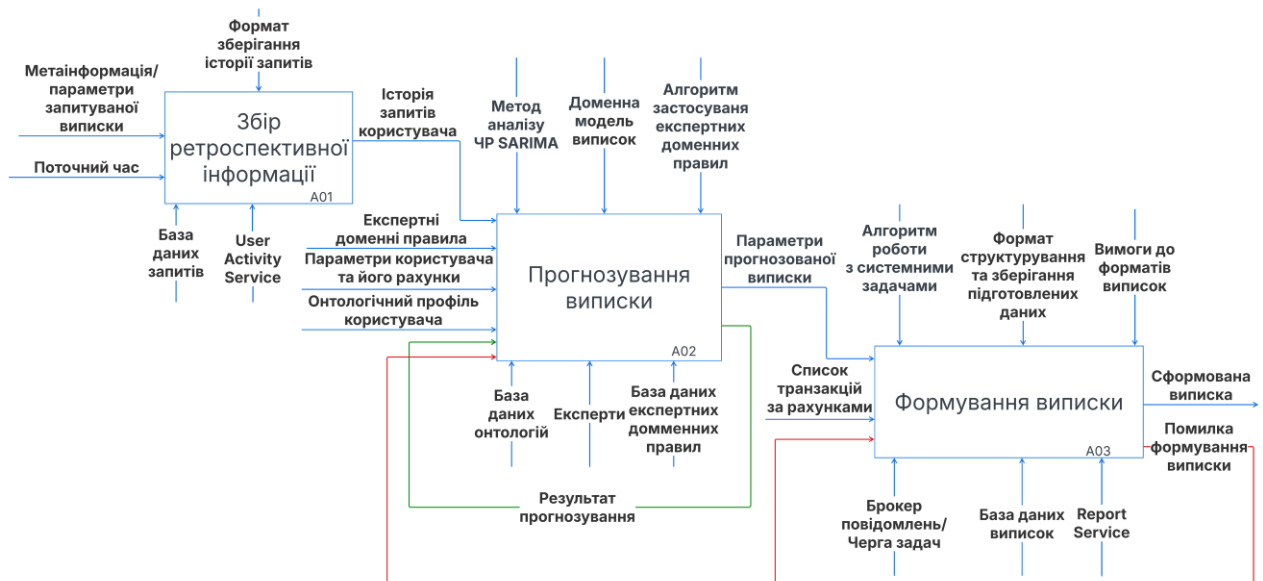 Формат
зберігання
історії запитів
Метаінформація/
параметри
запитуваної
виписки
Поточний час
Збір
ретроспективної
інформації
A01
База
даних
запитів
User
Activity
Service
Історія
запитів
користувача
Метод
аналізу
ЧР SARIMA
Доменна
модель
виписок
Алгоритм
застосуваня
експертних
доменних
правил
Експертні
доменні правила
Параметри користувача
та його рахунки
Онтологічний профіль
користувача
Прогнозування
виписки
A02
База
даних
онтологій
Експерти
База даних
експертних
домменних
правил
Результат
прогнозування
Параметри
прогнозованої
виписки
Алгоритм
роботи
з системними
задачами
Формат
структурування
та зберігання
підготовлених
даних
Вимоги до
форматів
виписок
Список
транзакцій
за рахунками
Формування виписки
A03
Сформована
виписка
Помилка
формування
виписки
Брокер
повідомлень/
Черга задач
База даних
виписок
Report
Service